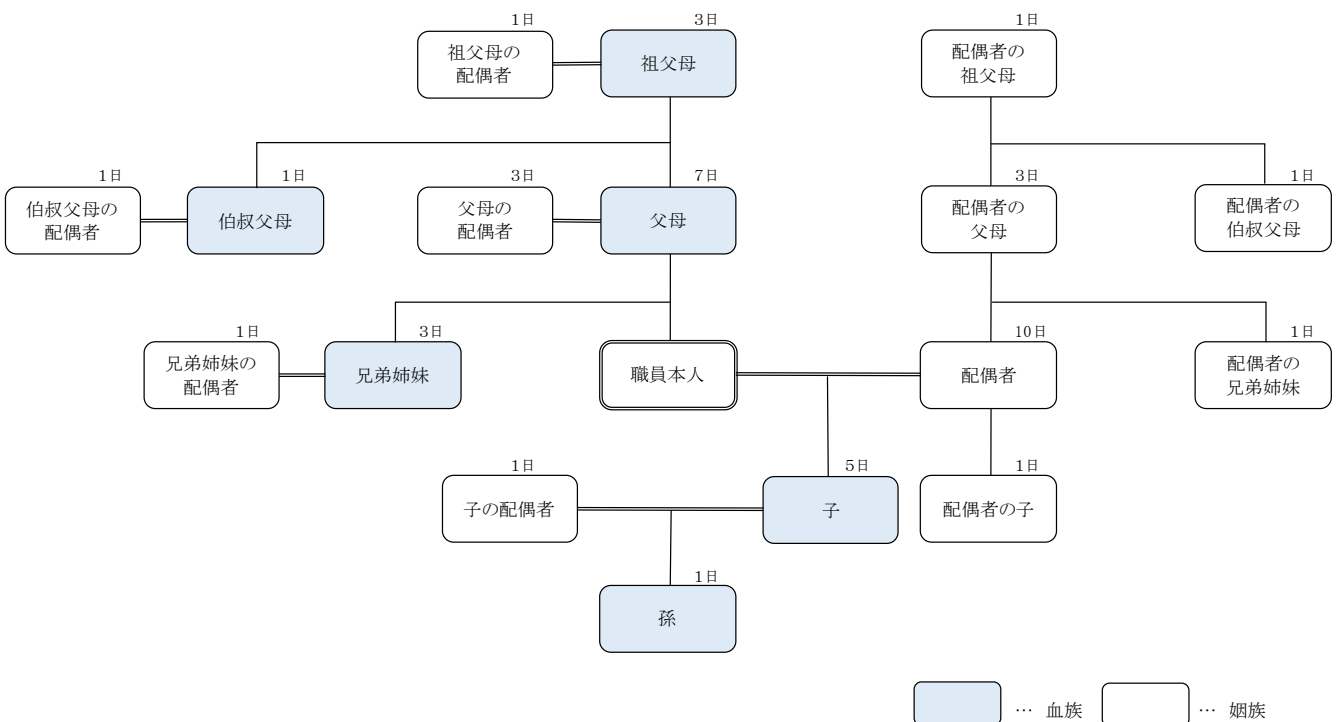 1日
3日
1日
祖父母の
配偶者
祖父母
配偶者の
祖父母
1日
1日
3日
7日
3日
1日
伯叔父母の
配偶者
伯叔父母
父母の
配偶者
父母
配偶者の
父母
配偶者の
伯叔父母
1日
3日
10日
1日
兄弟姉妹の
配偶者
兄弟姉妹
職員本人
配偶者
配偶者の
兄弟姉妹
1日
5日
1日
子の配偶者
子
配偶者の子
1日
孫
… 血族
… 姻族